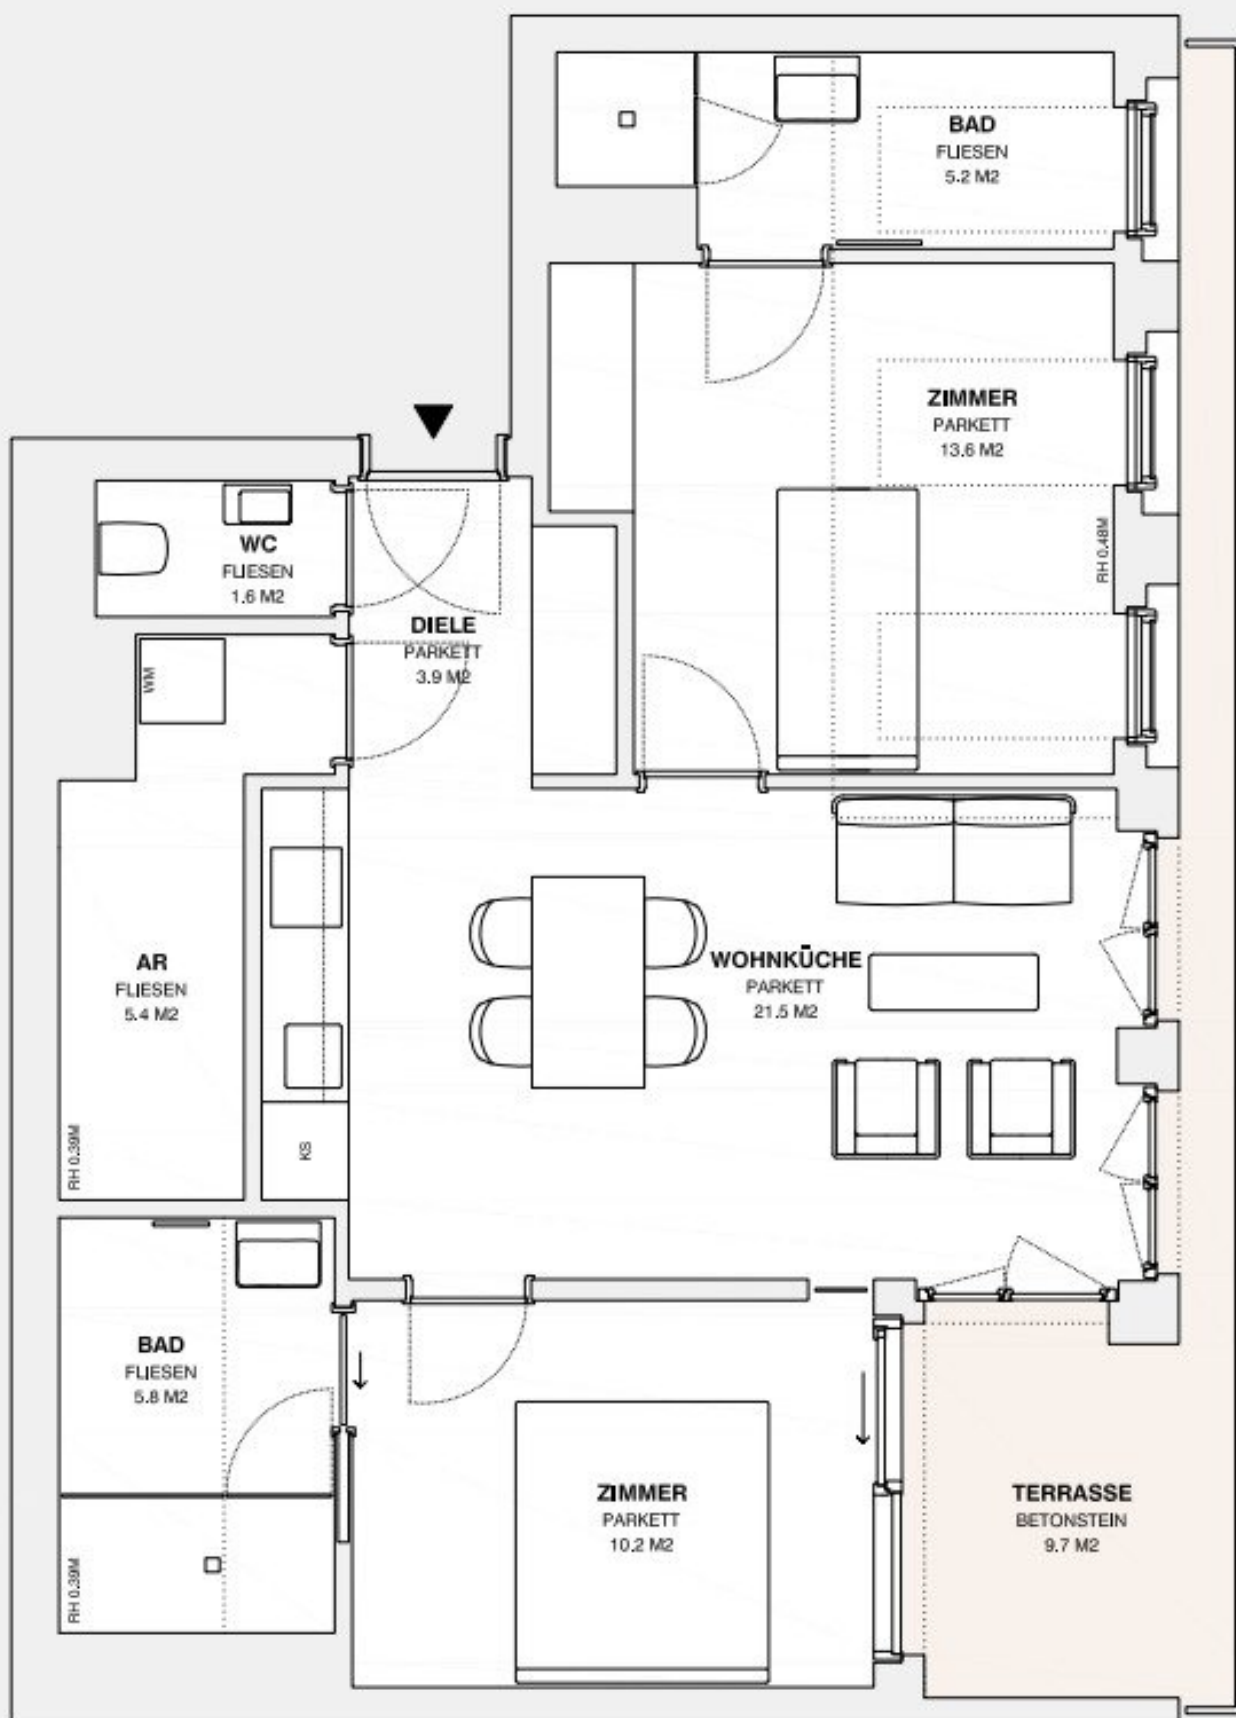 BAD
FLIESEN
5.2 M2
ZIMMER
PARKETT
13.6 M2
RH 0.48M
WC
FLIESEN
1.6 M2
DIELE
PARKETT
3.9 M2
WM
AR
FLIESEN
5.4 M2
RH 0.39M
KS
WOHNKÜCHE
PARKETT
21.5 M2
BAD
FLIESEN
5.8 M2
RH 0.39M
ZIMMER
PARKETT
10.2 M2
TERRASSE
BETONSTEIN
9.7 M2